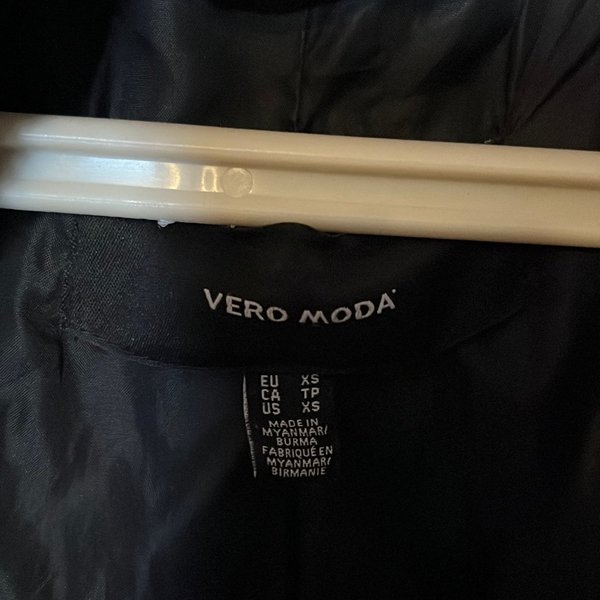 VERO MODA
EU XS
CA TP
US XS
MADE IN
MYANMAR/
BURMA
FABRIQUÉ EN
MYANMAR/
BIRMANIE